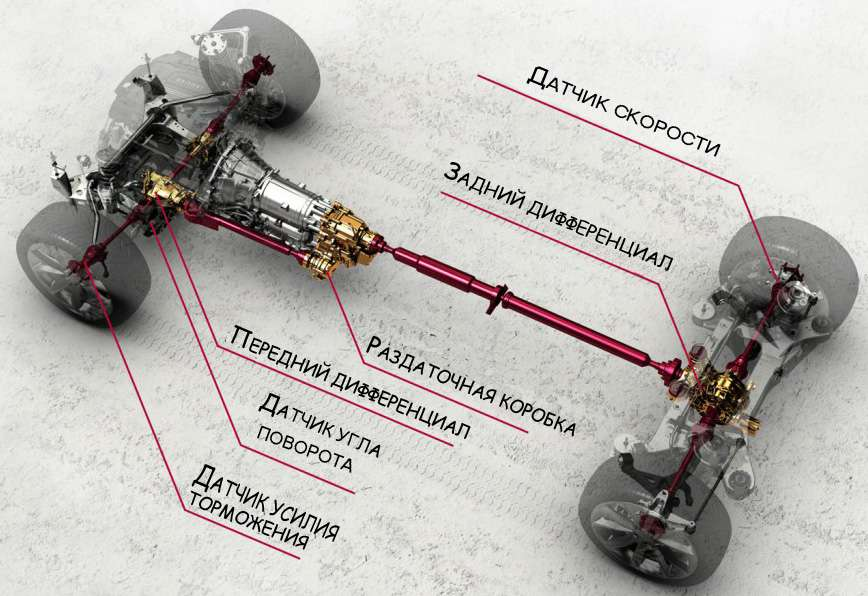 Датчик скорости
Задний дифференциал
Раздаточная коробка
Передний дифференциал
Датчик угла
поворота
Датчик усилия
торможения